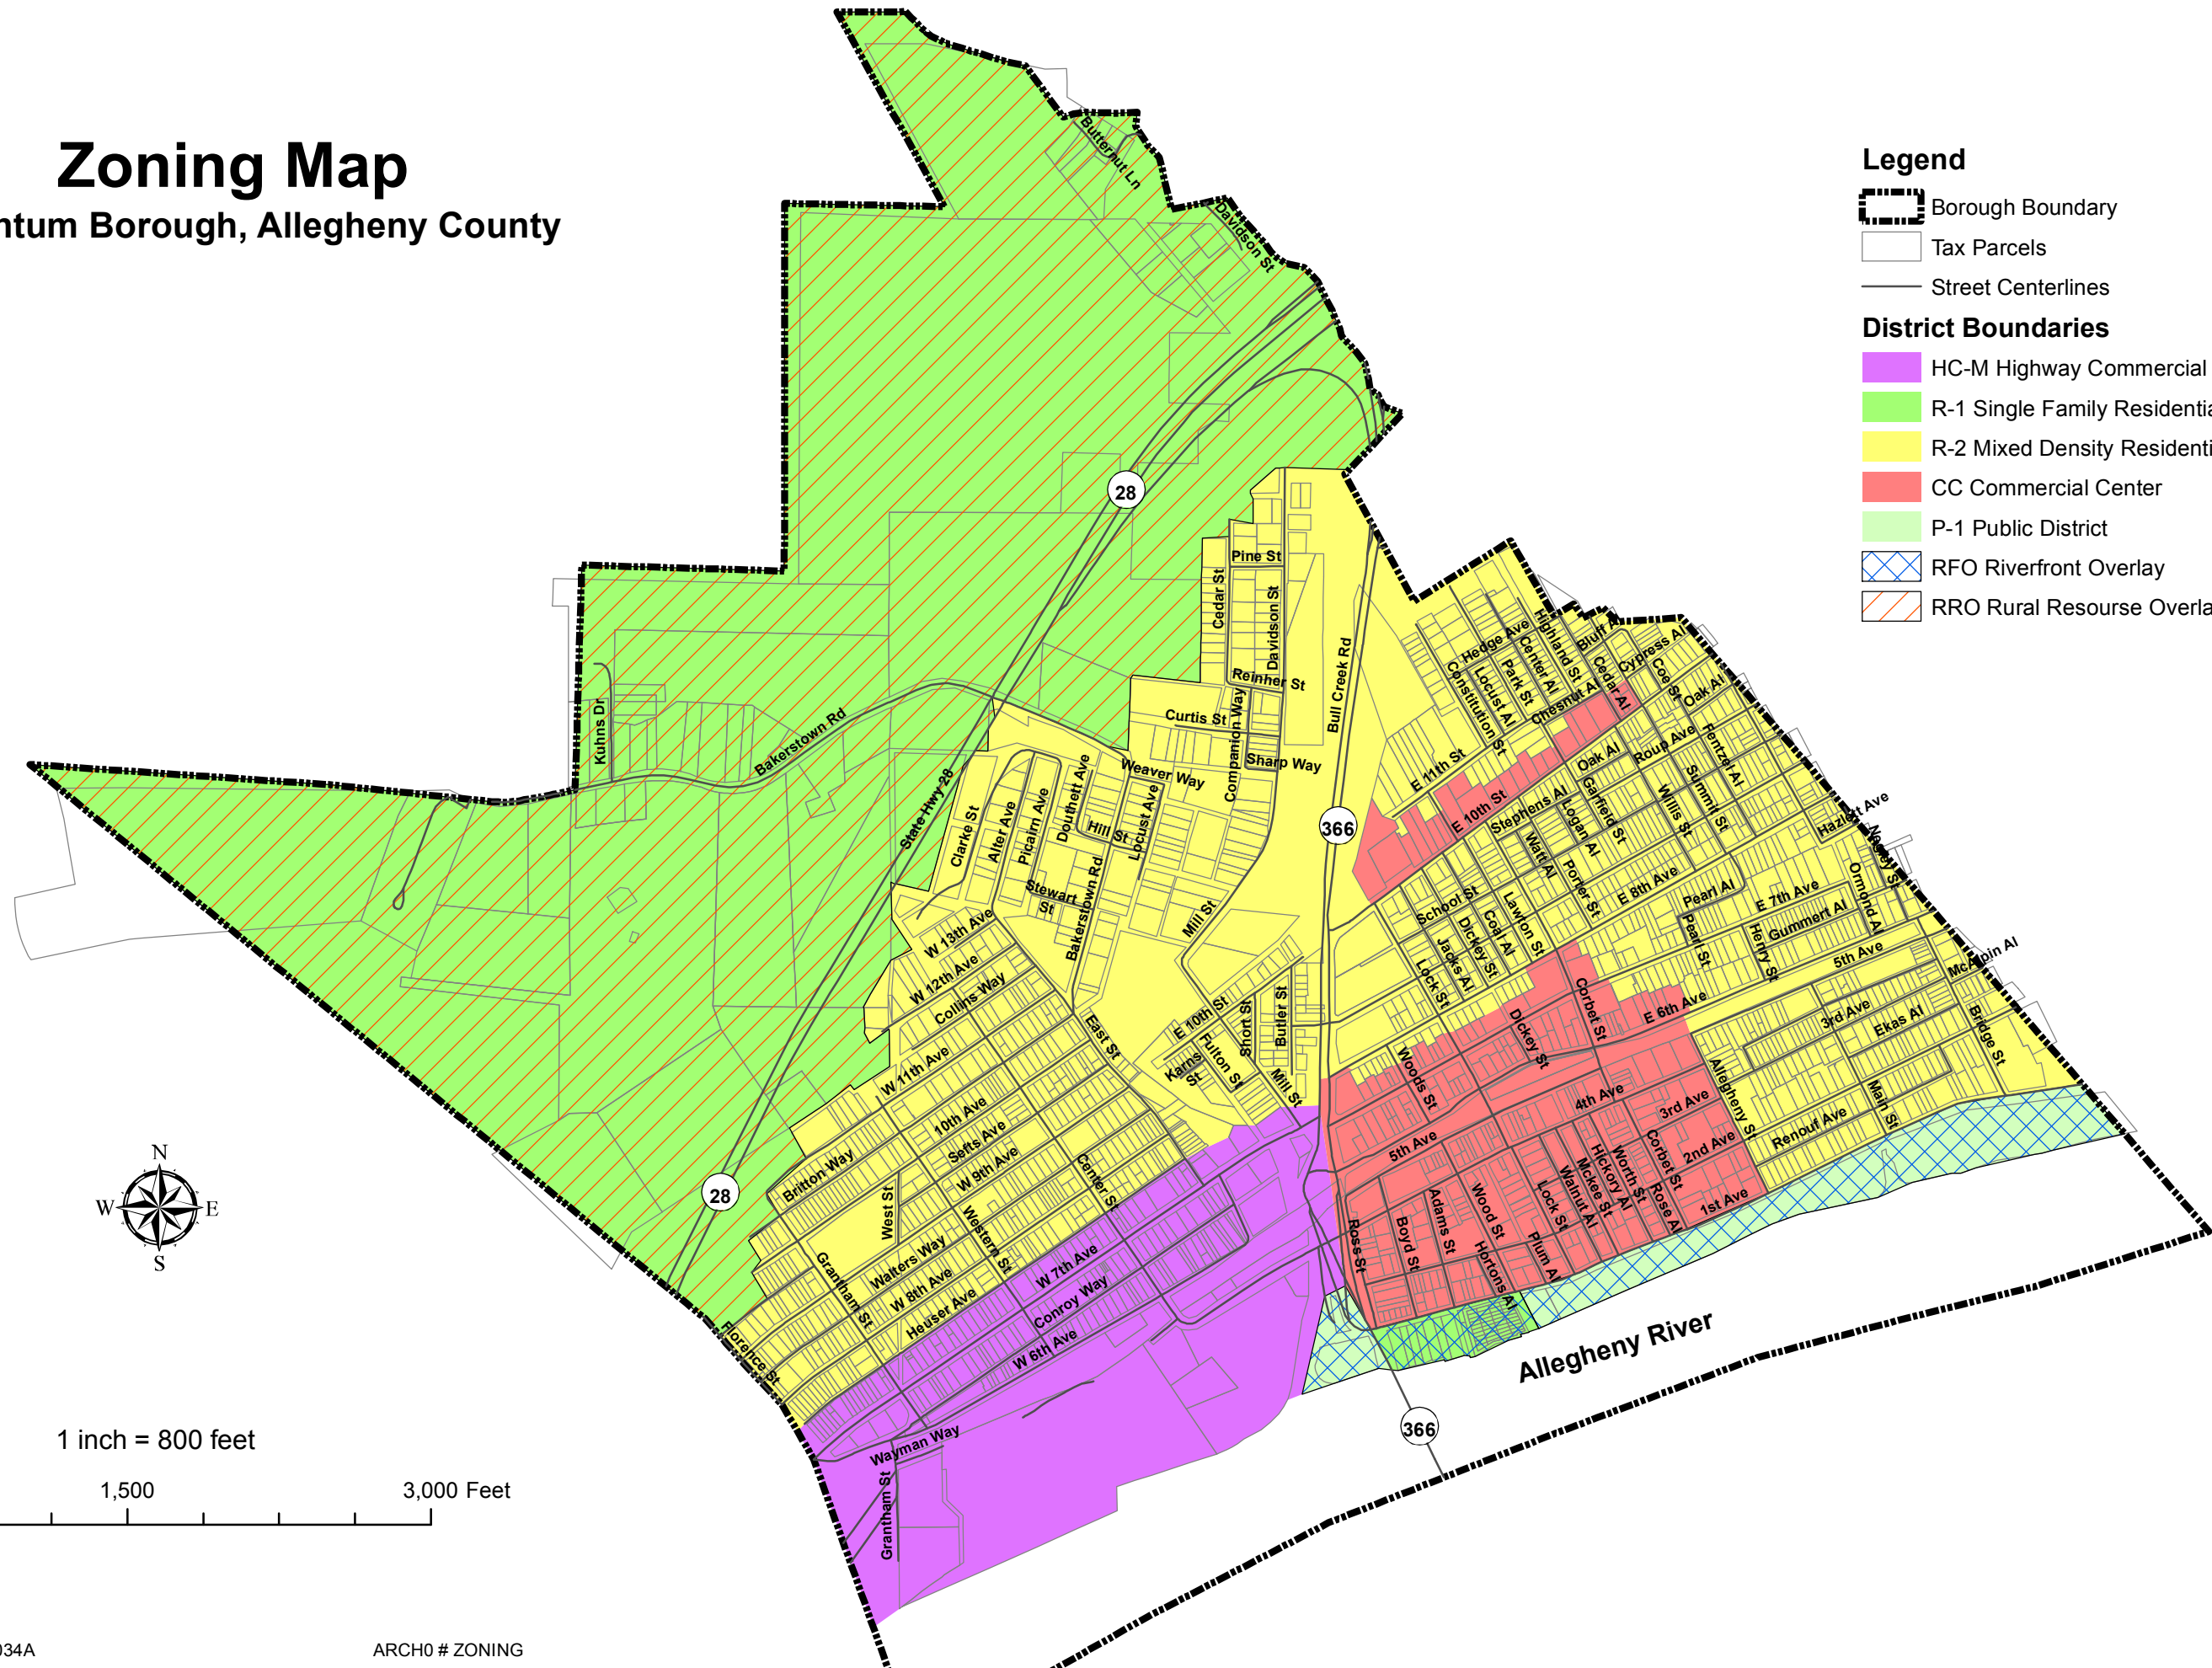 Zoning Map
ntum Borough, Allegheny County
Legend
Borough Boundary
Tax Parcels
Street Centerlines
District Boundaries
HC-M Highway Commercial
R-1 Single Family Residentia
R-2 Mixed Density Residenti
CC Commercial Center
P-1 Public District
RFO Riverfront Overlay
RRO Rural Resourse Overla
Butternut Ln
Davidson St
28
Pine St
Cedar St
Davidson St
Reinher St
Curtis St
Companion Way
Sharp Way
Bull Creek Rd
366
Kuhns Dr
Bakerstown Rd
State Hwy 28
Weaver Way
Clarke St
Alter Ave
Picairn Ave
Douthett Ave
Hill St
Locust Ave
Stewart
St
Bakerstown Rd
Mill St
Hedge Ave
Highland St
Bluff A
Cypress Al
Center Al
Park St
Locust Al
Constitution St
Cedar Al
Coe St
Oak Al
Chesnut Al
E 11th St
E 10th St
Oak Al
Roup Ave
Fentzel Al
Summit St
Willis St
Garfield St
Logan Al
Stephens Al
Watt Al
Porter St
E 8th Ave
School St
Lawton St
Coal Al
Dickey St
Jacks Al
Lock St
Pearl Al
Pearl St
E 7th Ave
Gummert Al
Henry St
Ormond Al
5th Ave
McAlpin Al
W 13th Ave
W 12th Ave
Collins Way
W 11th Ave
East St
E 10th St
Short St
Butler St
Fulton St
Karns
St
Mill St
10th Ave
Sefts Ave
W 9th Ave
Britton Way
West St
Center St
Western St
Walters Way
W 8th Ave
Heuser Ave
Grantham St
Florence St
W 7th Ave
Conroy Way
W 6th Ave
Wayman Way
Grantham St
28
Corbet St
E 6th Ave
Dickey St
Woods St
5th Ave
4th Ave
3rd Ave
2nd Ave
1st Ave
Corbet St
Worth St
Hickory Al
Mckee St
Walnut Al
Rose Al
Lock St
Plum Al
Wood St
Hortons Al
Adams St
Boyd St
Ross St
Allegheny St
3rd Ave
Ekas Al
Bridge St
Main St
Renouf Ave
Allegheny River
366
N
W
E
S
1 inch = 800 feet
1,500
3,000 Feet
034A
ARCH0 # ZONING